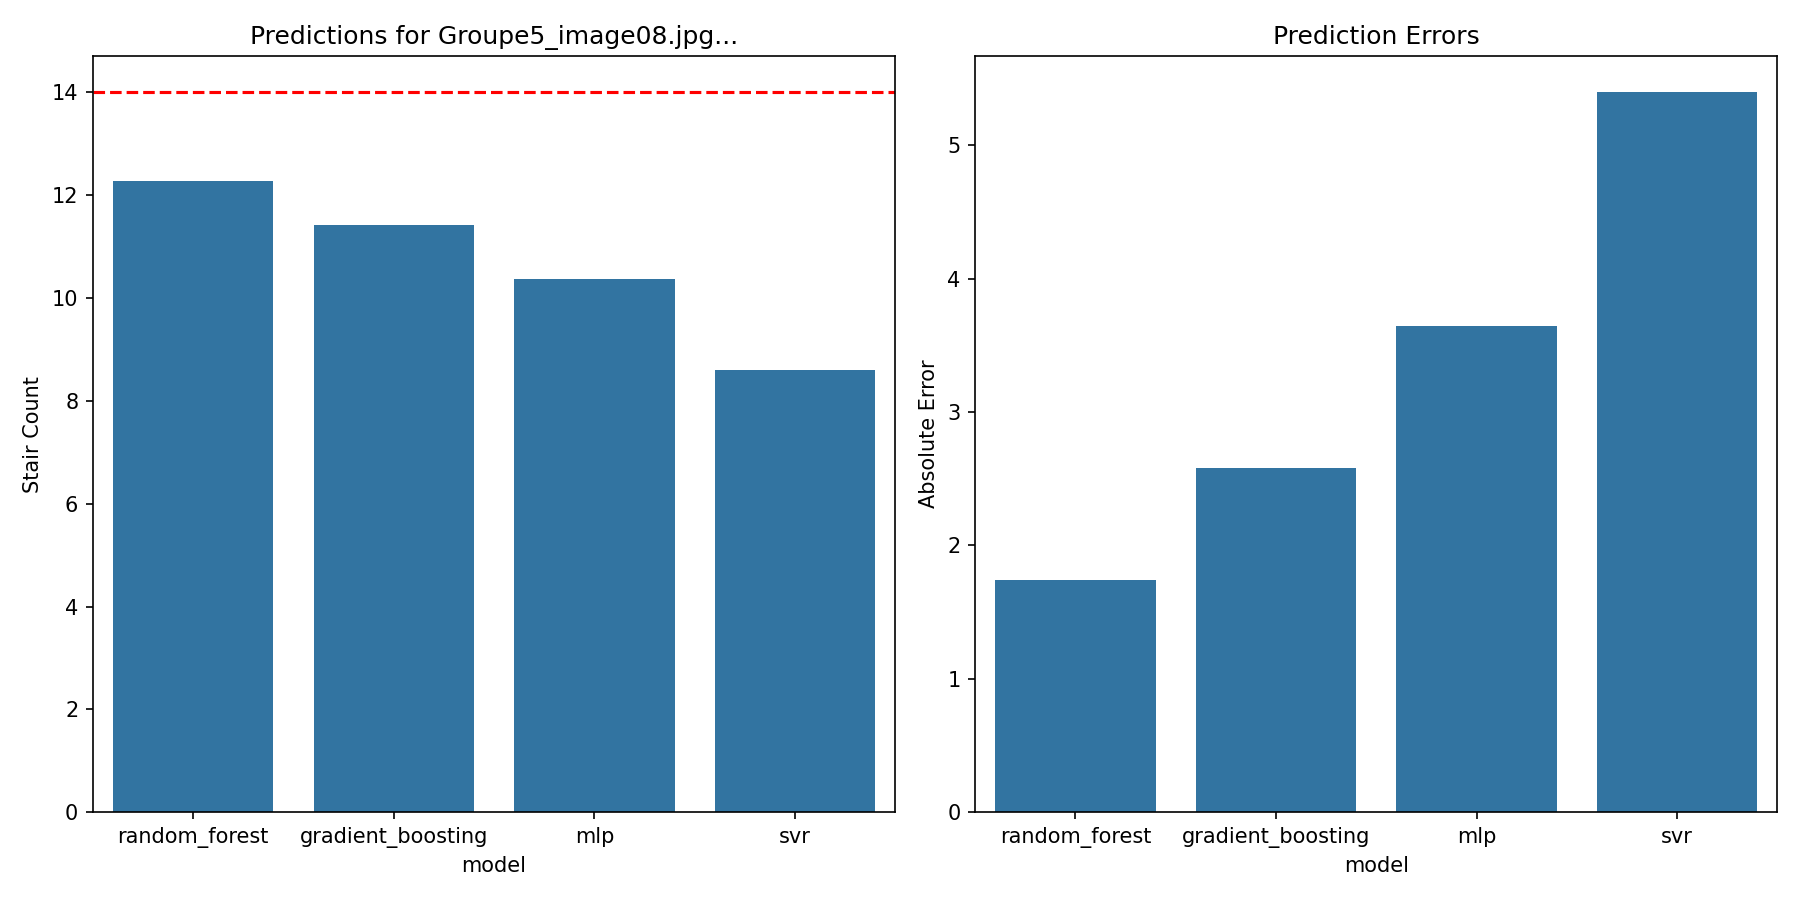 Predictions for Groupe5_image08.jpg...
14
12
10
8
6
4
2
0
Stair Count
random_forest gradient_boosting mlp svr
model
Prediction Errors
5
4
3
2
1
0
Absolute Error
random_forest gradient_boosting mlp svr
model